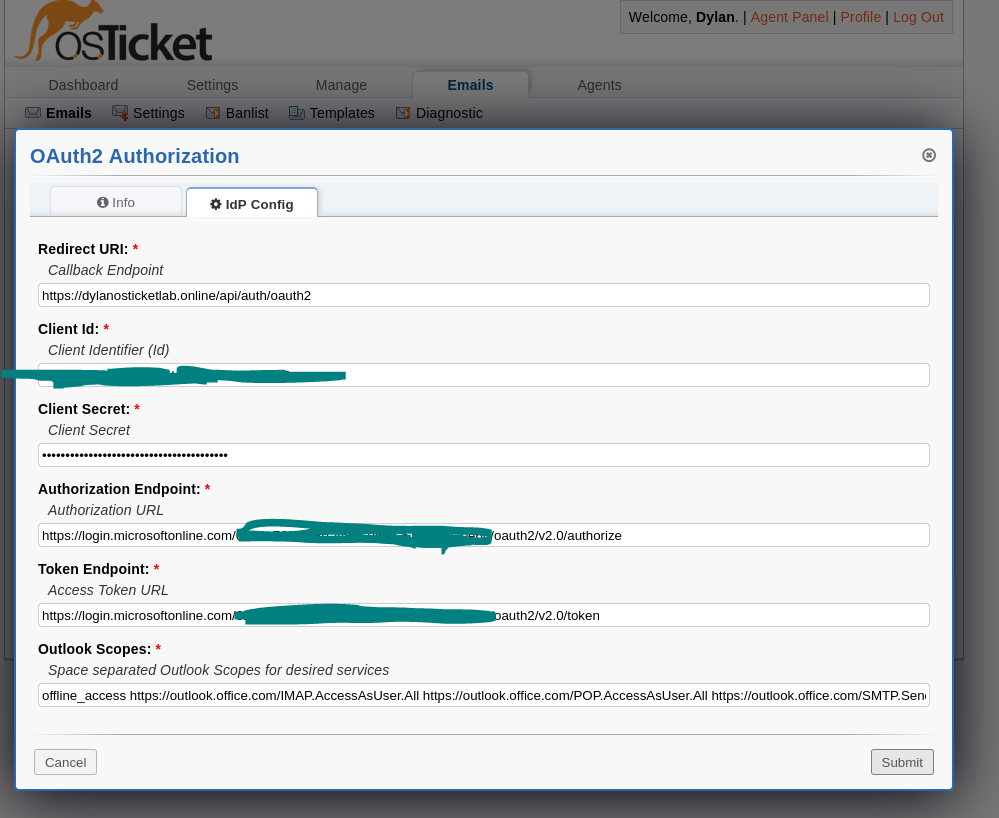 osTicket
Welcome, Dylan. | Agent Panel | Profile | Log Out
Dashboard Settings Manage Emails Agents
Emails Settings Banlist Templates Diagnostic
OAuth2 Authorization
Info IdP Config
Redirect URI: *
Callback Endpoint
https://dylanosticketlab.online/api/auth/oauth2
Client Id: *
Client Identifier (Id)
Client Secret: *
Client Secret
••••••••••••••••••••••••••••••••••••••••
Authorization Endpoint: *
Authorization URL
https://login.microsoftonline.com/ /oauth2/v2.0/authorize
Token Endpoint: *
Access Token URL
https://login.microsoftonline.com/ oauth2/v2.0/token
Outlook Scopes: *
Space separated Outlook Scopes for desired services
offline_access https://outlook.office.com/IMAP.AccessAsUser.All https://outlook.office.com/POP.AccessAsUser.All https://outlook.office.com/SMTP.Sen
Cancel Submit